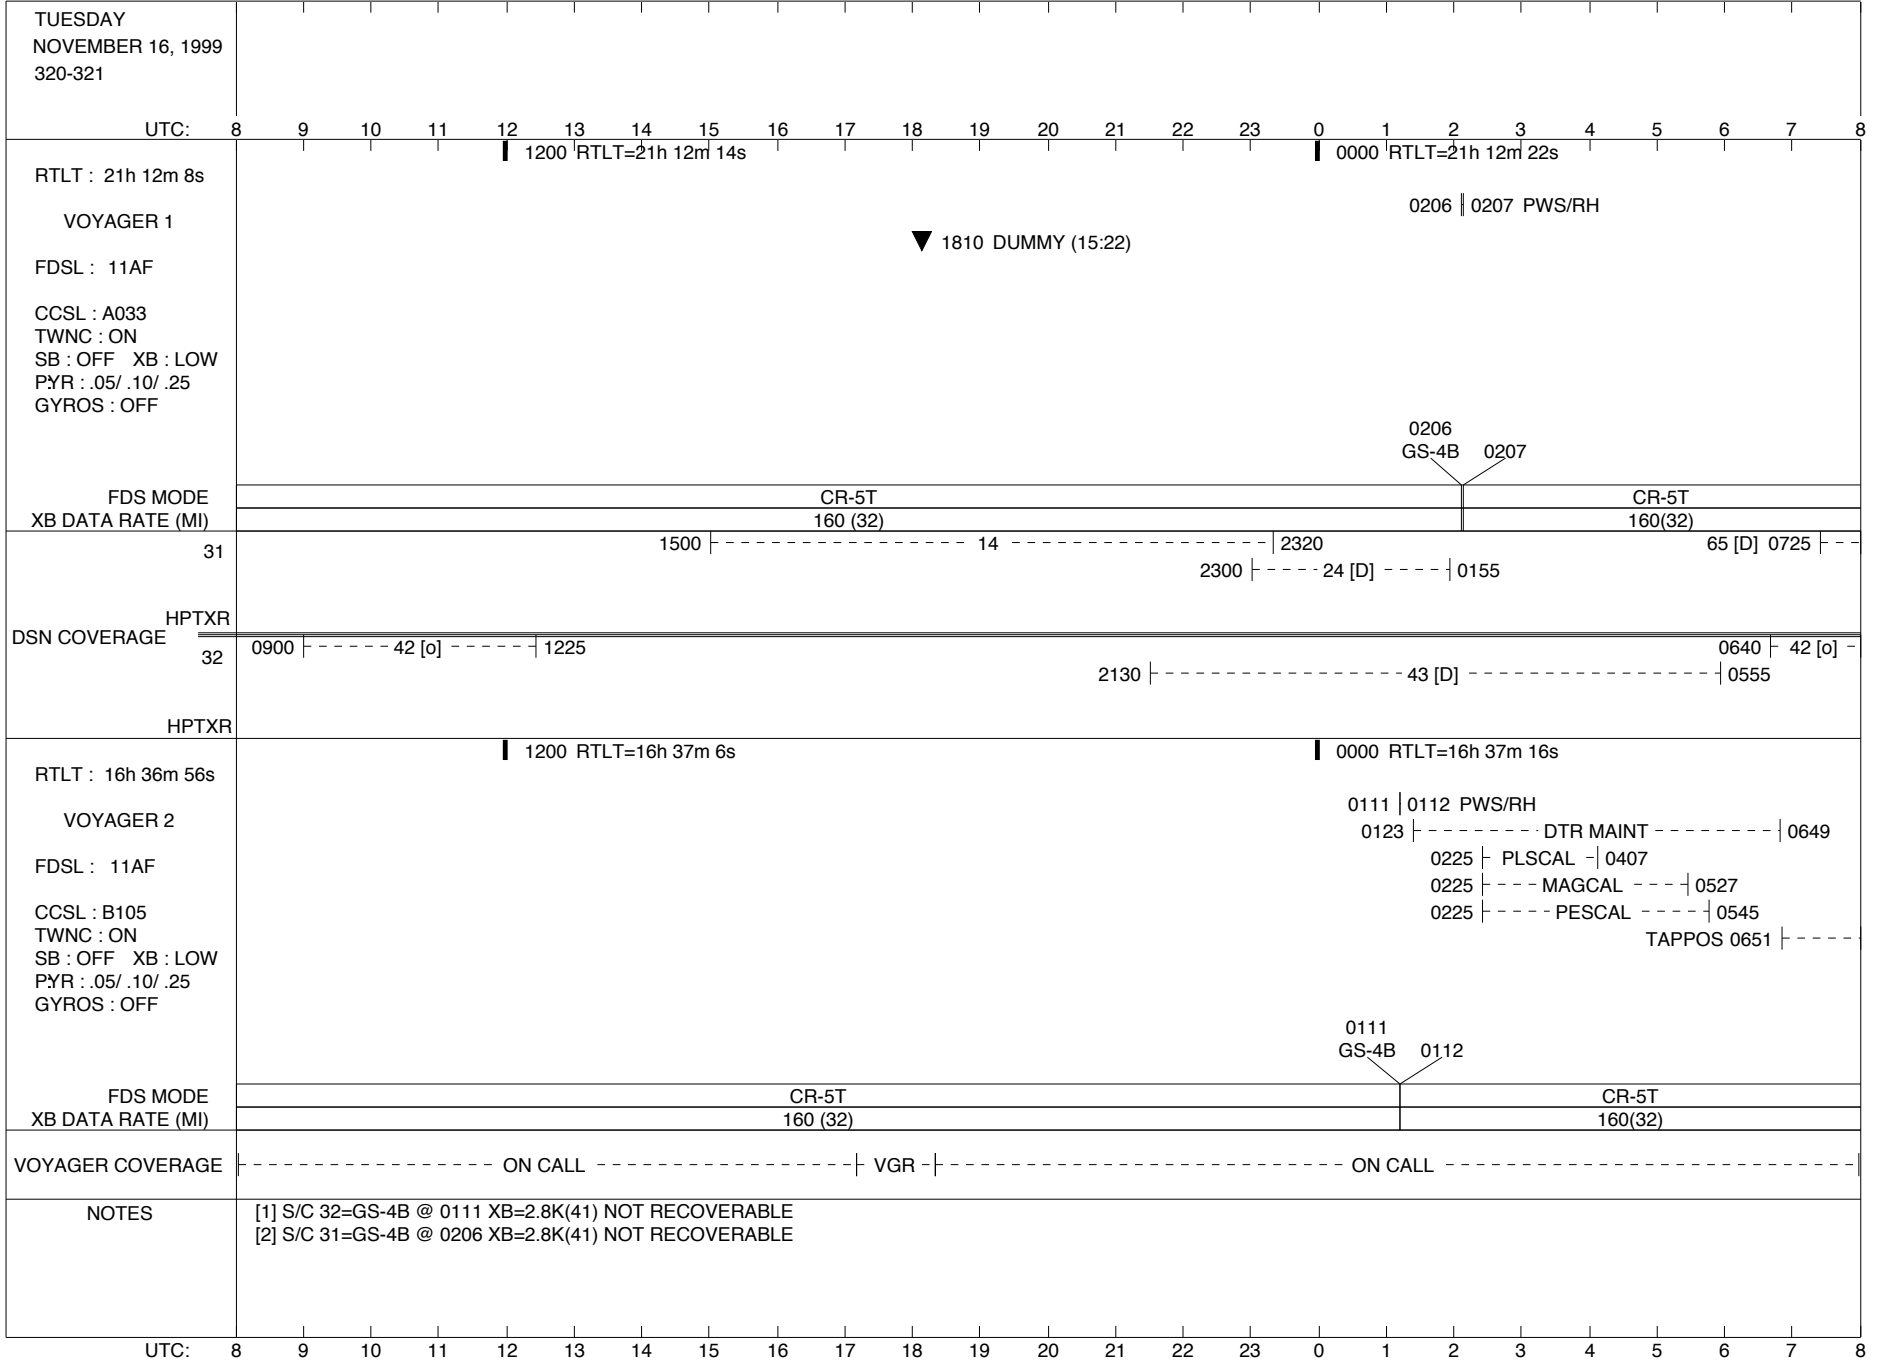 TUESDAY
NOVEMBER 16, 1999
320-321
UTC: 8 9 10 11 12 13 14 15 16 17 18 19 20 21 22 23 0 1 2 3 4 5 6 7 8
1200 RTLT=21h 12m 14s 0000 RTLT=21h 12m 22s
RTLT : 21h 12m 8s
0206 0207 PWS/RH
VOYAGER 1
1810 DUMMY (15:22)
FDSL : 11AF
CCSL : A033
TWNC : ON
SB : OFF XB : LOW
P:YR : .05/ .10/ .25
GYROS : OFF
0206
GS-4B 0207
FDS MODE CR-5T CR-5T
XB DATA RATE (MI) 160 (32) 160(32)
31 1500 14 2320 65 [D] 0725
2300 24 [D] 0155
HPTXR
DSN COVERAGE
32 0900 42 [o] 1225 0640 42 [o]
2130 43 [D] 0555
HPTXR
1200 RTLT=16h 37m 6s 0000 RTLT=16h 37m 16s
RTLT : 16h 36m 56s
0111 0112 PWS/RH
VOYAGER 2
0123 DTR MAINT 0649
0225 PLSCAL 0407
FDSL : 11AF
0225 MAGCAL 0527
CCSL : B105
0225 PESCAL 0545
TWNC : ON
TAPPOS 0651
SB : OFF XB : LOW
P:YR : .05/ .10/ .25
GYROS : OFF
0111
GS-4B 0112
FDS MODE CR-5T CR-5T
XB DATA RATE (MI) 160 (32) 160(32)
VOYAGER COVERAGE ON CALL VGR ON CALL
NOTES [1] S/C 32=GS-4B @ 0111 XB=2.8K(41) NOT RECOVERABLE
[2] S/C 31=GS-4B @ 0206 XB=2.8K(41) NOT RECOVERABLE
UTC: 8 9 10 11 12 13 14 15 16 17 18 19 20 21 22 23 0 1 2 3 4 5 6 7 8